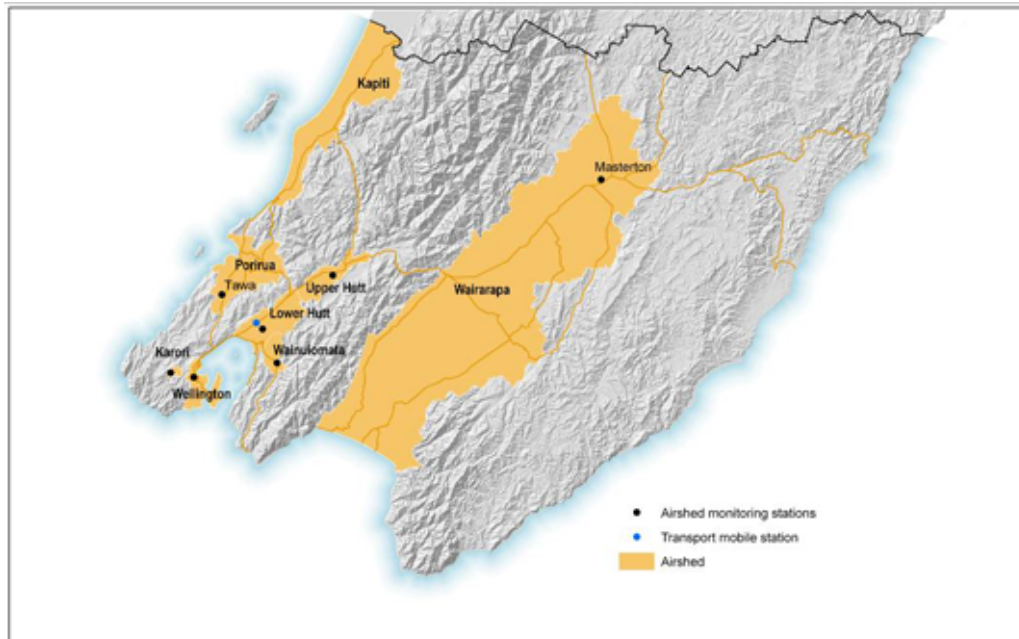 Kapiti
Masterton
Porirua
Tawa
Upper Hutt
Wairarapa
Lower Hutt
Karori
Wainuiomata
Wellington
Airshed monitoring stations
Transport mobile station
Airshed